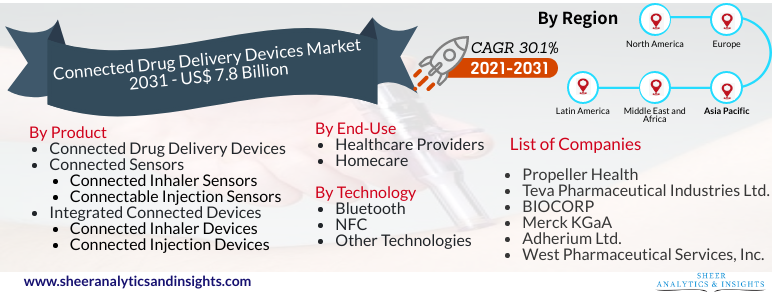 Connected Drug Delivery Devices Market
2031 - US$ 7.8 Billion
CAGR 30.1%
2021-2031
By Region
North America
Europe
Latin America
Middle East and
Africa
Asia Pacific
By Product
• Connected Drug Delivery Devices
• Connected Sensors
• Connected Inhaler Sensors
• Connectable Injection Sensors
• Integrated Connected Devices
• Connected Inhaler Devices
• Connected Injection Devices
By End-Use
• Healthcare Providers
• Homecare
By Technology
• Bluetooth
• NFC
• Other Technologies
List of Companies
• Propeller Health
• Teva Pharmaceutical Industries Ltd.
• BIOCORP
• Merck KGaA
• Adherium Ltd.
• West Pharmaceutical Services, Inc.
www.sheeranalyticsandinsights.com
SHEER
ANALYTICS & INSIGHTS